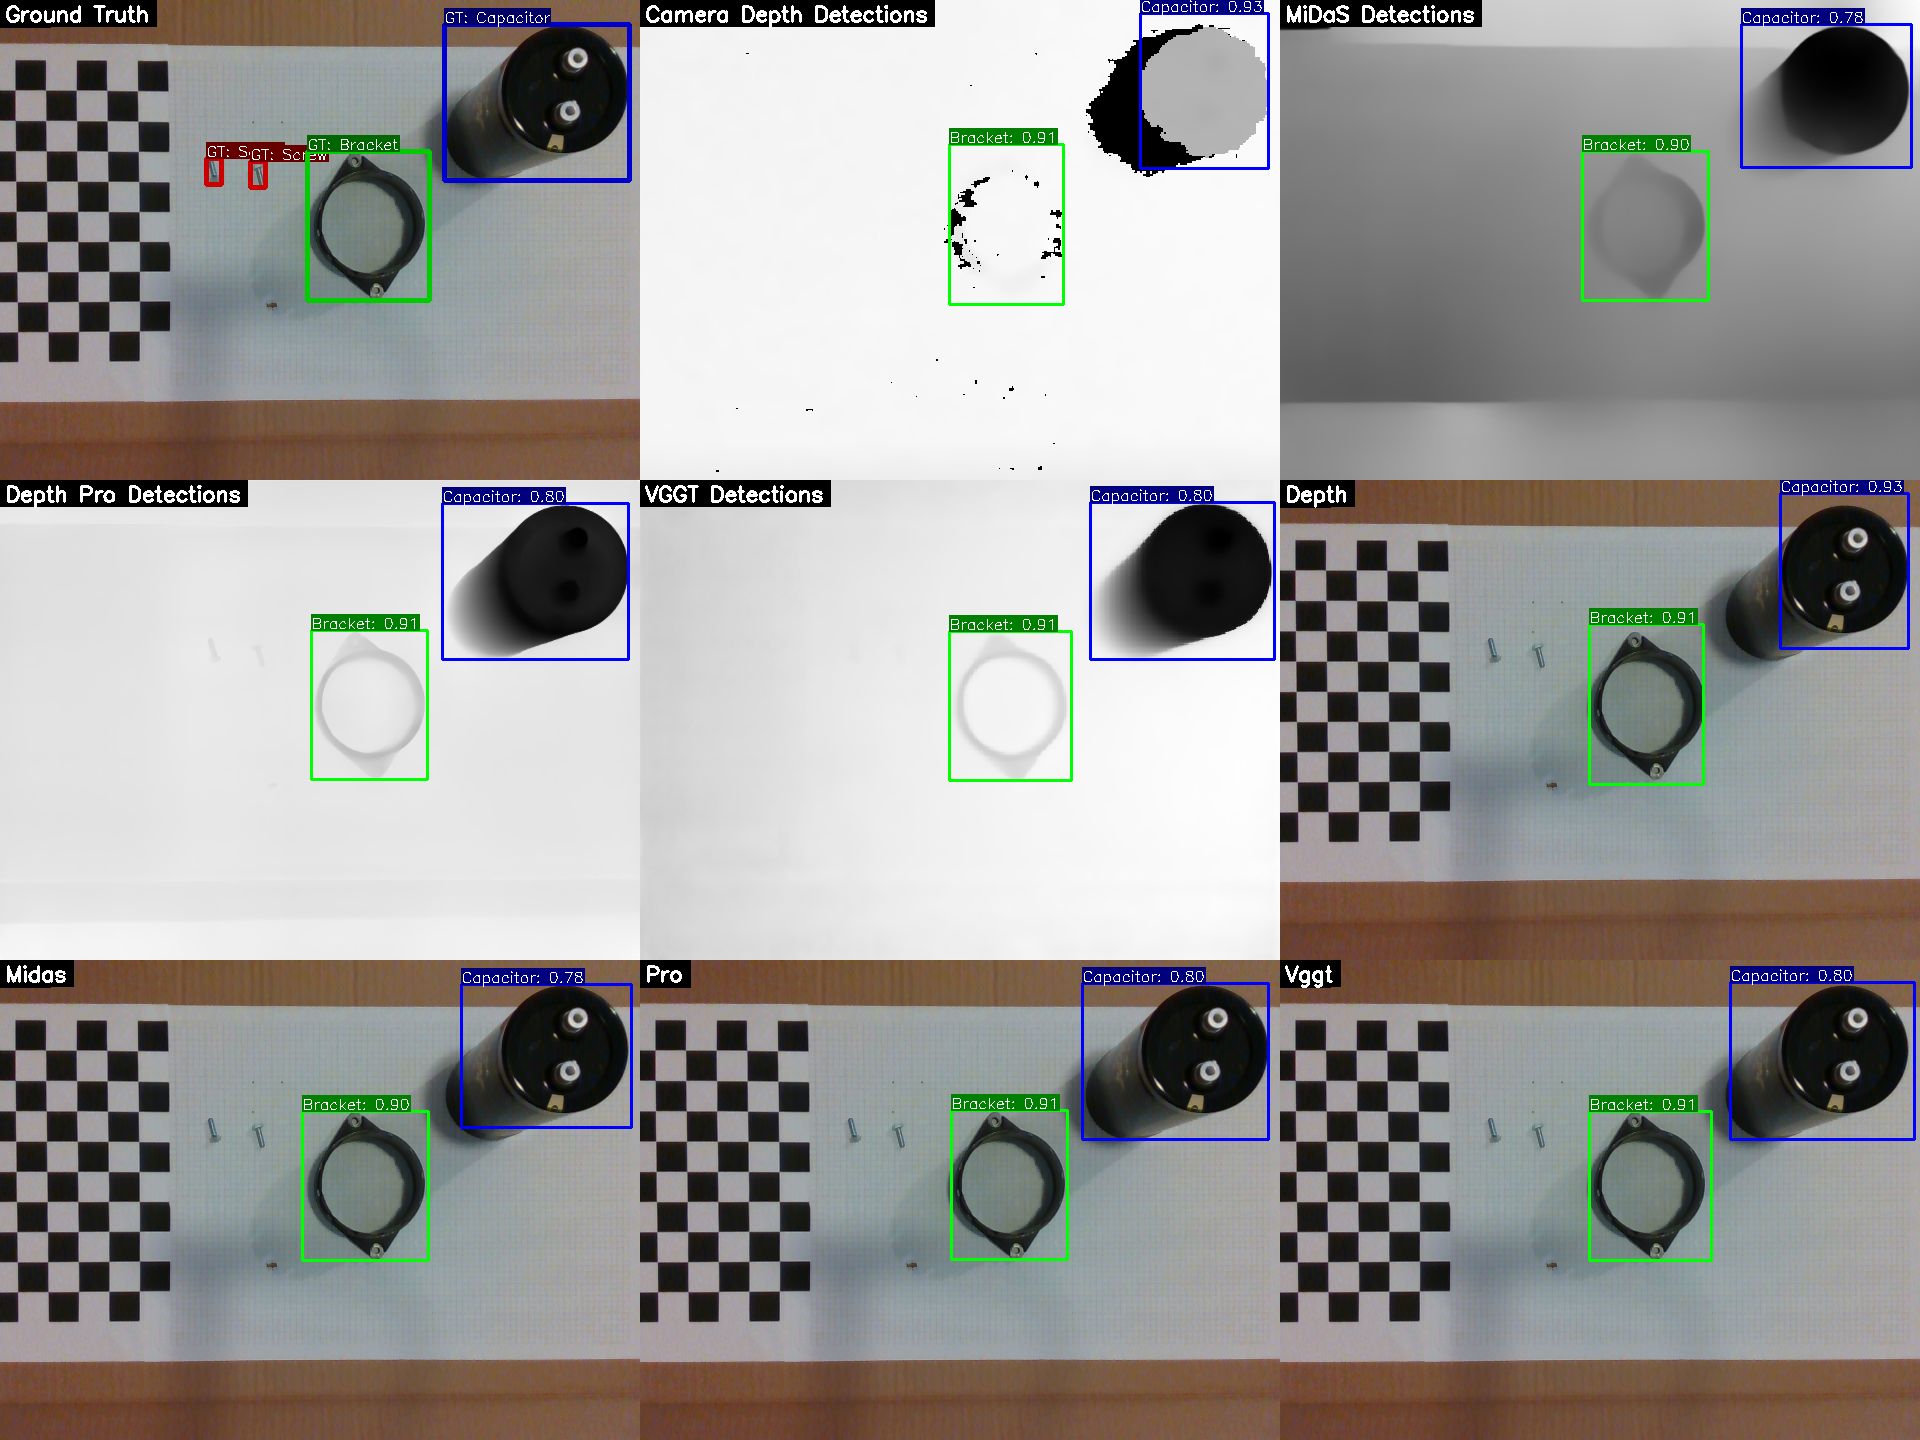 Ground Truth
GT: Capacitor
GT: S
GT: Screw
GT: Bracket
Camera Depth Detections
Capacitor: 0.93
Bracket: 0.91
MiDaS Detections
Capacitor: 0.78
Bracket: 0.90
Depth Pro Detections
Capacitor: 0.80
Bracket: 0.91
VGGT Detections
Capacitor: 0.80
Bracket: 0.91
Depth
Capacitor: 0.93
Bracket: 0.91
Midas
Capacitor: 0.78
Bracket: 0.90
Pro
Capacitor: 0.80
Bracket: 0.91
Vggt
Capacitor: 0.80
Bracket: 0.91